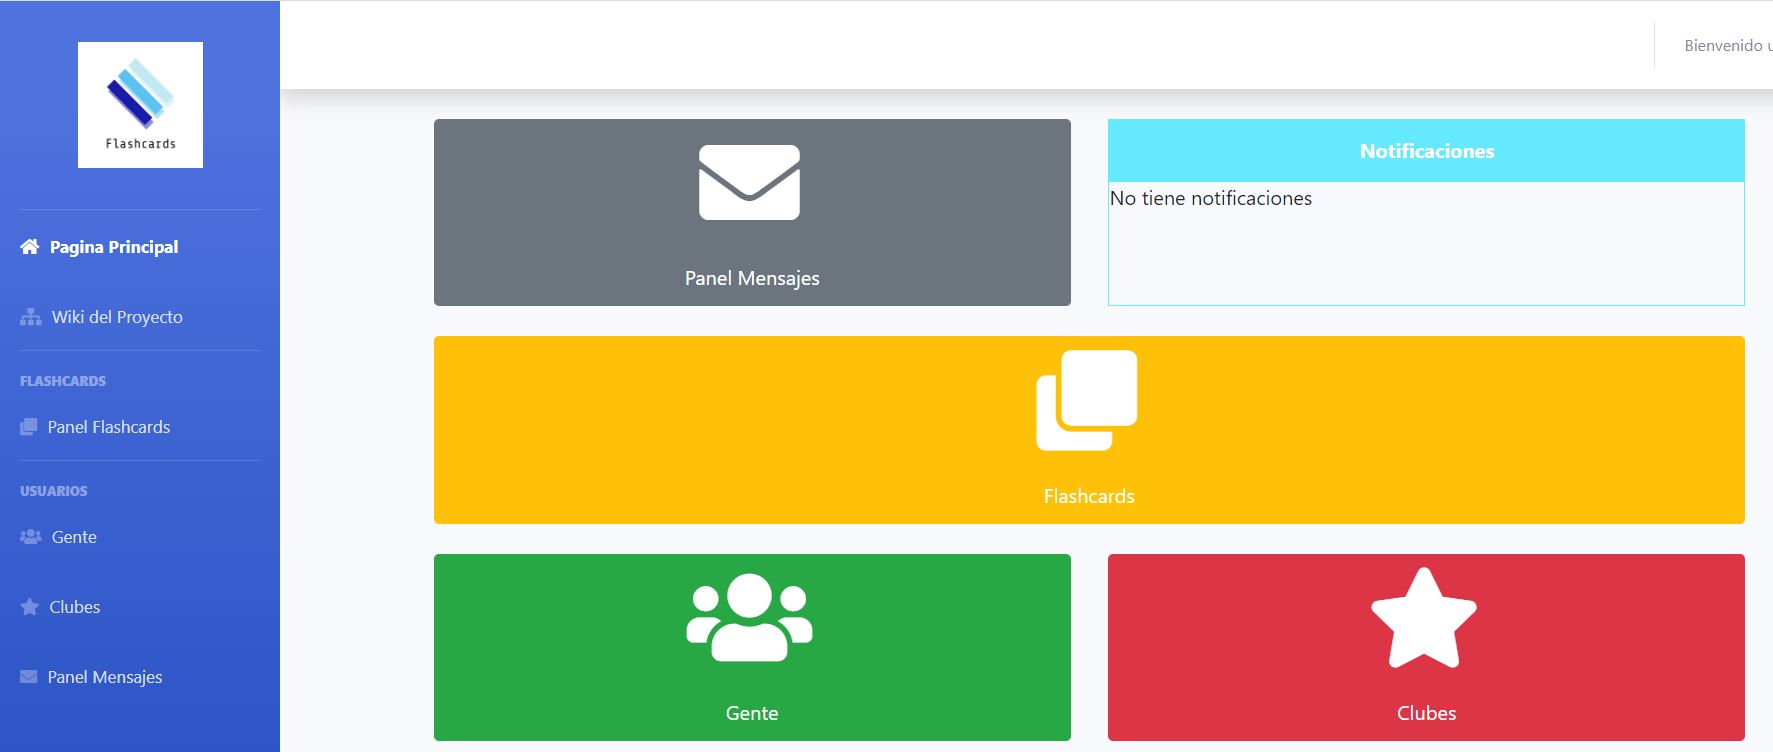 Flashcards
Pagina Principal
Wiki del Proyecto
FLASHCARDS
Panel Flashcards
USUARIOS
Gente
Clubes
Panel Mensajes
Bienvenido u
Panel Mensajes
Notificaciones
No tiene notificaciones
Flashcards
Gente
Clubes